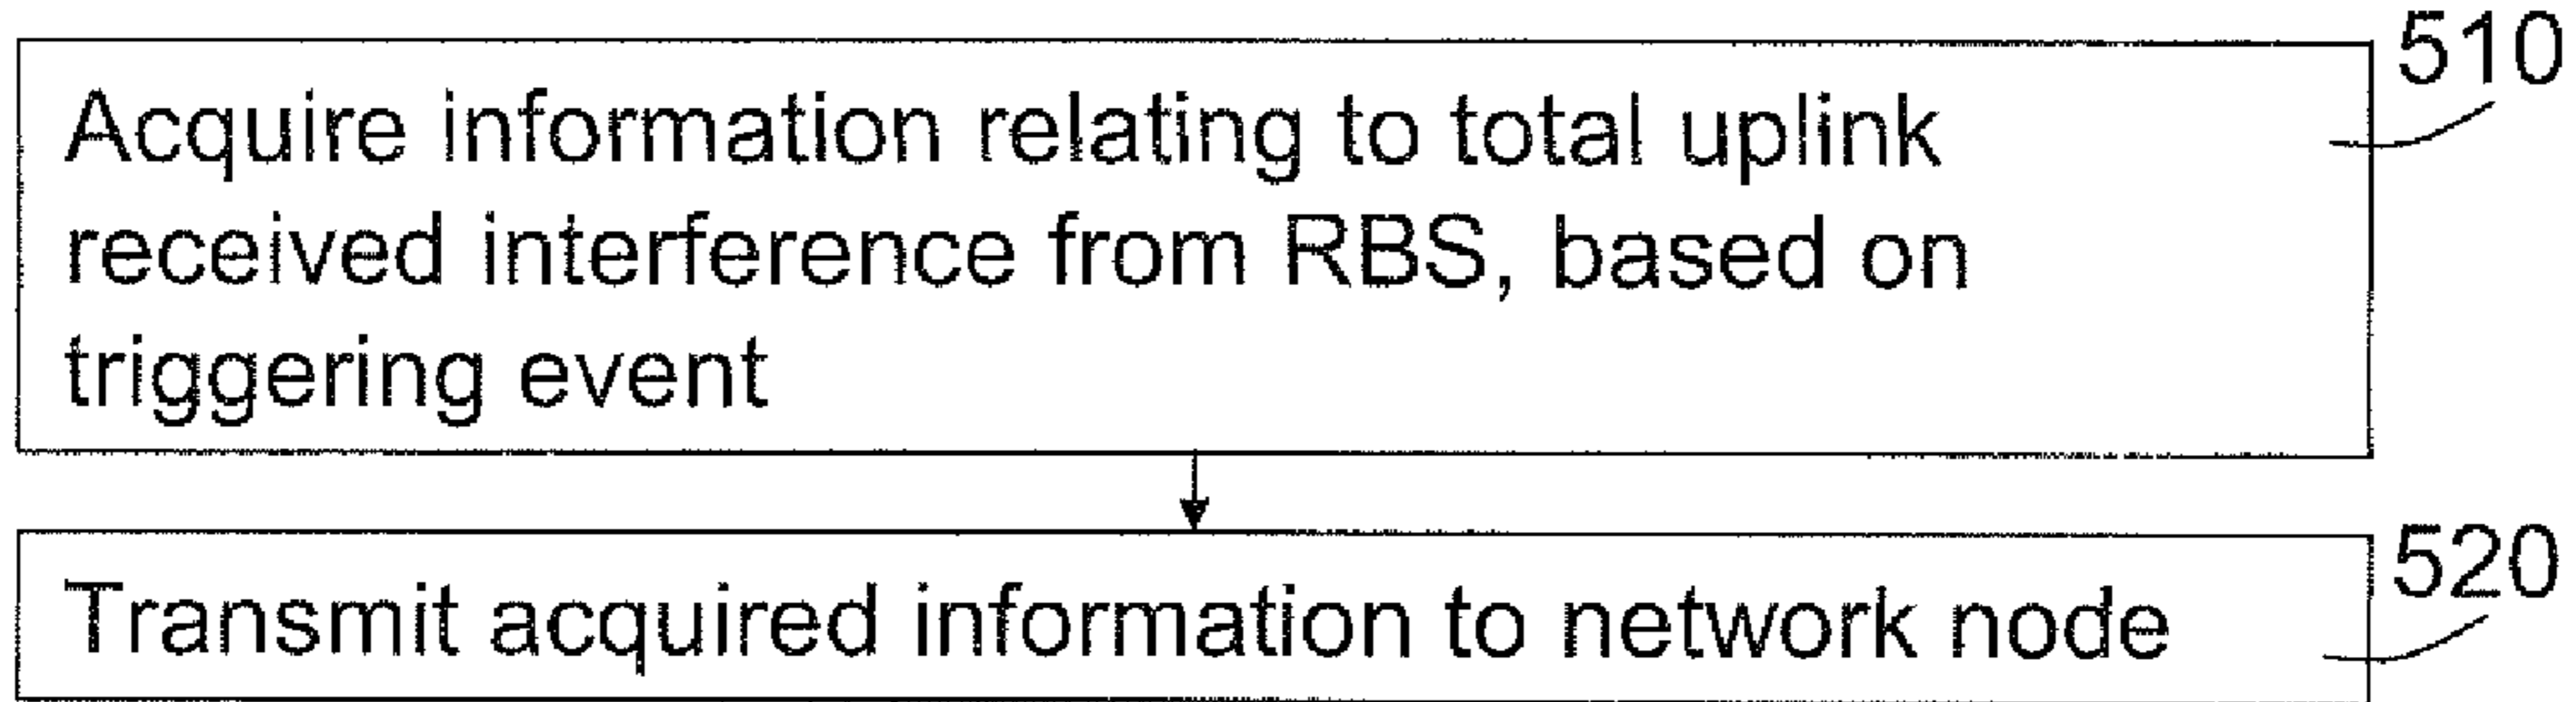 510
Acquire information relating to total uplink
received interference from RBS, based on
triggering event
520
Transmit acquired information to network node